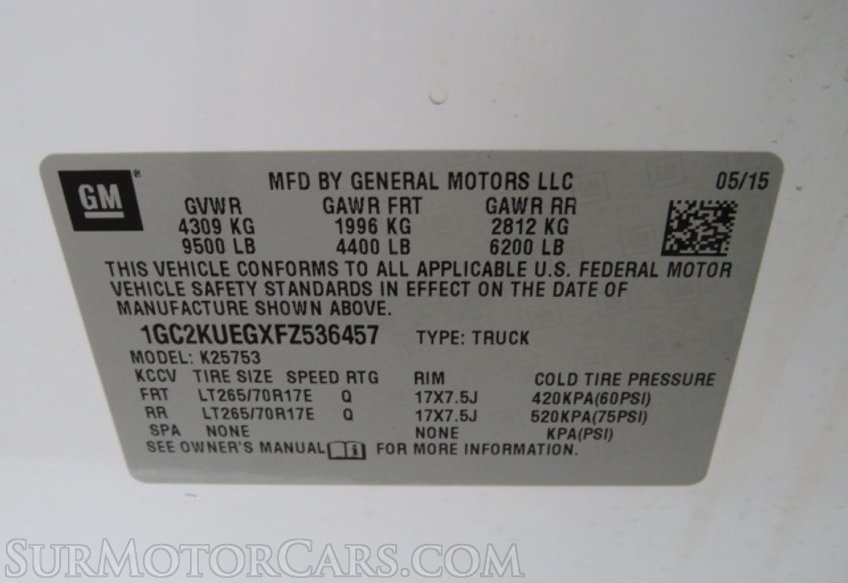 GM
MFD BY GENERAL MOTORS LLC 05/15
GVWR GAWR FRT GAWR RR
4309 KG 1996 KG 2812 KG
9500 LB 4400 LB 6200 LB
THIS VEHICLE CONFORMS TO ALL APPLICABLE U.S. FEDERAL MOTOR
VEHICLE SAFETY STANDARDS IN EFFECT ON THE DATE OF
MANUFACTURE SHOWN ABOVE.
1GC2KUEGXFZ536457 TYPE: TRUCK
MODEL: K25753
KCCV TIRE SIZE SPEED RTG RIM COLD TIRE PRESSURE
FRT LT265/70R17E Q 17X7.5J 420KPA(60PSI)
RR LT265/70R17E Q 17X7.5J 520KPA(75PSI)
SPA NONE NONE KPA(PSI)
SEE OWNER'S MANUAL FOR MORE INFORMATION.
SurMotorCars.com